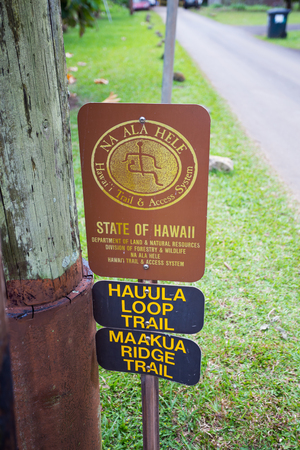 NA ALA HELE
Hawai'i Trail & Access System
STATE OF HAWAII
DEPARTMENT OF LAND & NATURAL RESOURCES
DIVISION OF FORESTRY & WILDLIFE
NA ALA HELE
HAWAI'I TRAIL & ACCESS SYSTEM
HAUULA
LOOP
TRAIL
MAAKUA
RIDGE
TRAIL